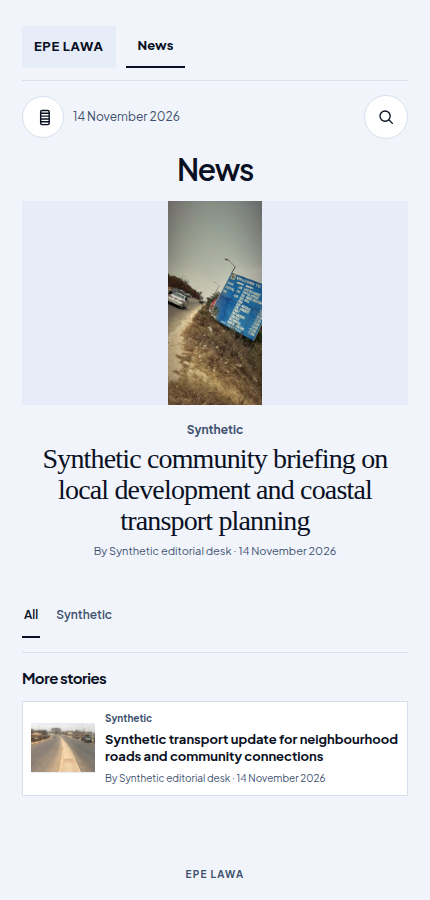 EPE LAWA
News
14 November 2026
News
WELCOME TO
Synthetic
Synthetic community briefing on
local development and coastal
transport planning
By Synthetic editorial desk · 14 November 2026
All
Synthetic
More stories
Synthetic
Synthetic transport update for neighbourhood
roads and community connections
By Synthetic editorial desk · 14 November 2026
EPE LAWA